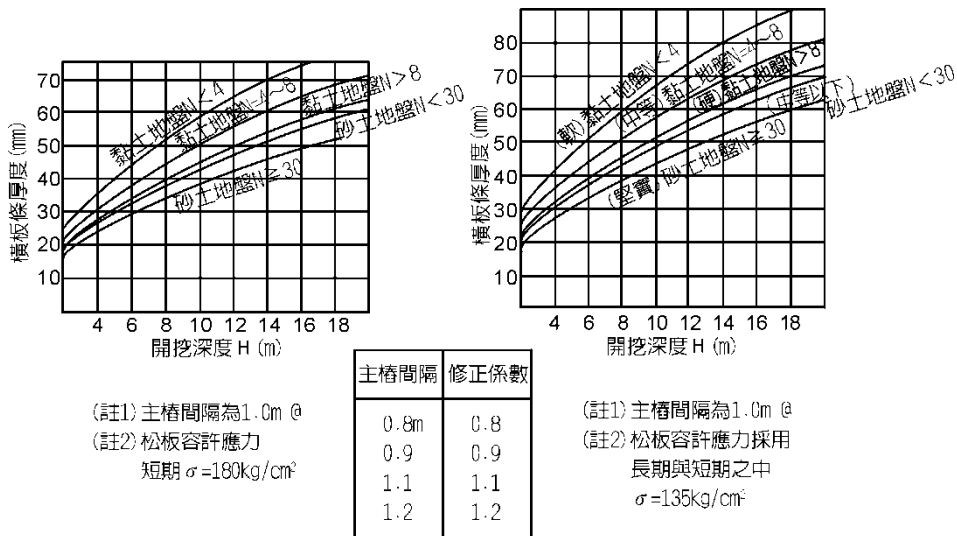 橫板條厚度(mm)
70
60
50
40
30
20
10
黏土地盤N<4
黏土地盤N=4~8
黏土地盤N>8
砂土地盤N<30
砂土地盤N≧30
4 6 8 10 12 14 16 18
開挖深度H (m)
(註1) 主樁間隔為1.0m @
(註2) 松板容許應力
短期σ=180kg/cm²
主樁間隔 修正係數
0.8m 0.8
0.9 0.9
1.1 1.1
1.2 1.2
橫板條厚度(mm)
80
70
60
50
40
30
20
10
(軟)黏土地盤N<4
(中等)黏土地盤N=4~8
(硬)黏土地盤N>8
(中等以下)砂土地盤N<30
(堅實)砂土地盤N≧30
4 6 8 10 12 14 16 18
開挖深度H (m)
(註1) 主樁間隔為1.0m @
(註2) 松板容許應力採用
長期與短期之中
σ=135kg/cm²